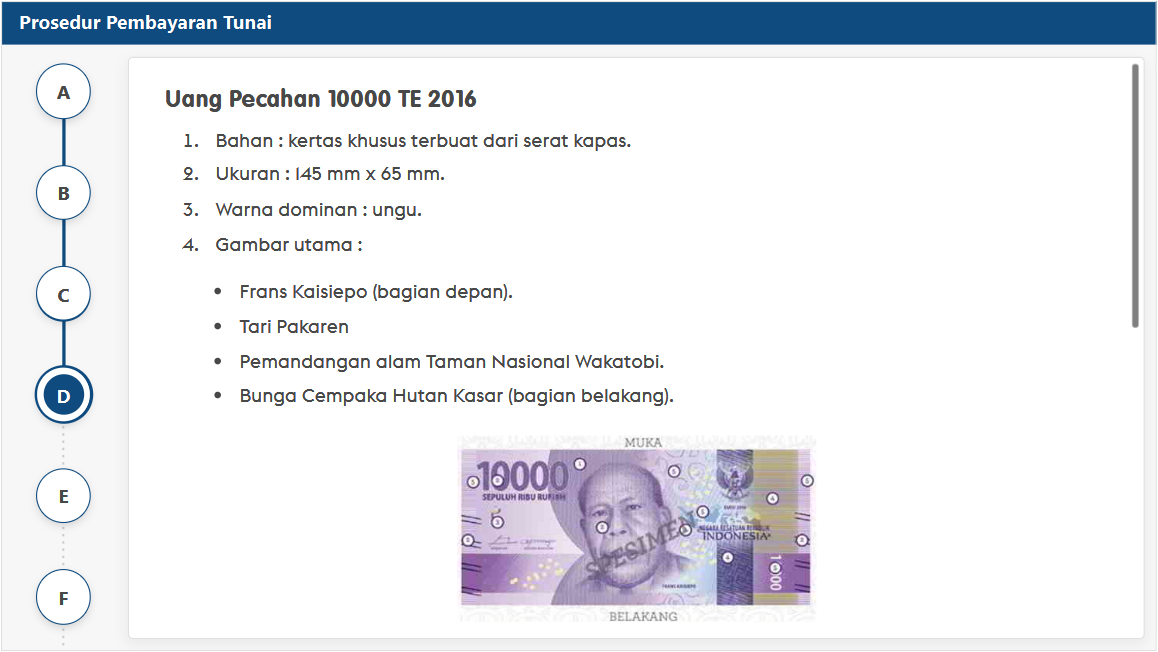 Prosedur Pembayaran Tunai
A
B
C
D
E
F
Uang Pecahan 10000 TE 2016
1. Bahan : kertas khusus terbuat dari serat kapas.
2. Ukuran : 145 mm x 65 mm.
3. Warna dominan : ungu.
4. Gambar utama :
• Frans Kaisiepo (bagian depan).
• Tari Pakaren
• Pemandangan alam Taman Nasional Wakatobi.
• Bunga Cempaka Hutan Kasar (bagian belakang).
MUKA
10000
SEPULUH RIBU RUPIAH
SPESIMEN
NEGARA KESATUAN REPUBLIK
INDONESIA
FRANS KAISIEPO
10000
BELAKANG